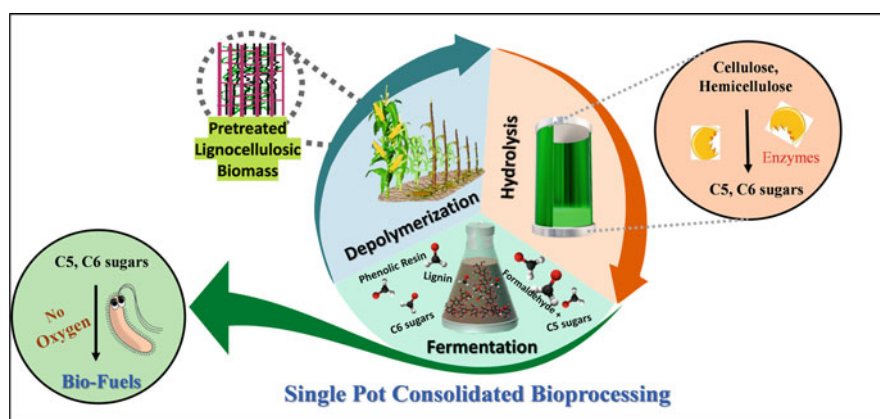 Pretreated
Lignocellulosic
Biomass
Depolymerization
Hydrolysis
Cellulose,
Hemicellulose
Enzymes
C5, C6 sugars
Phenolic Resin
Lignin
C6 sugars
Formaldehyde +
C5 sugars
Fermentation
C5, C6 sugars
No
Oxygen
Bio-Fuels
Single Pot Consolidated Bioprocessing